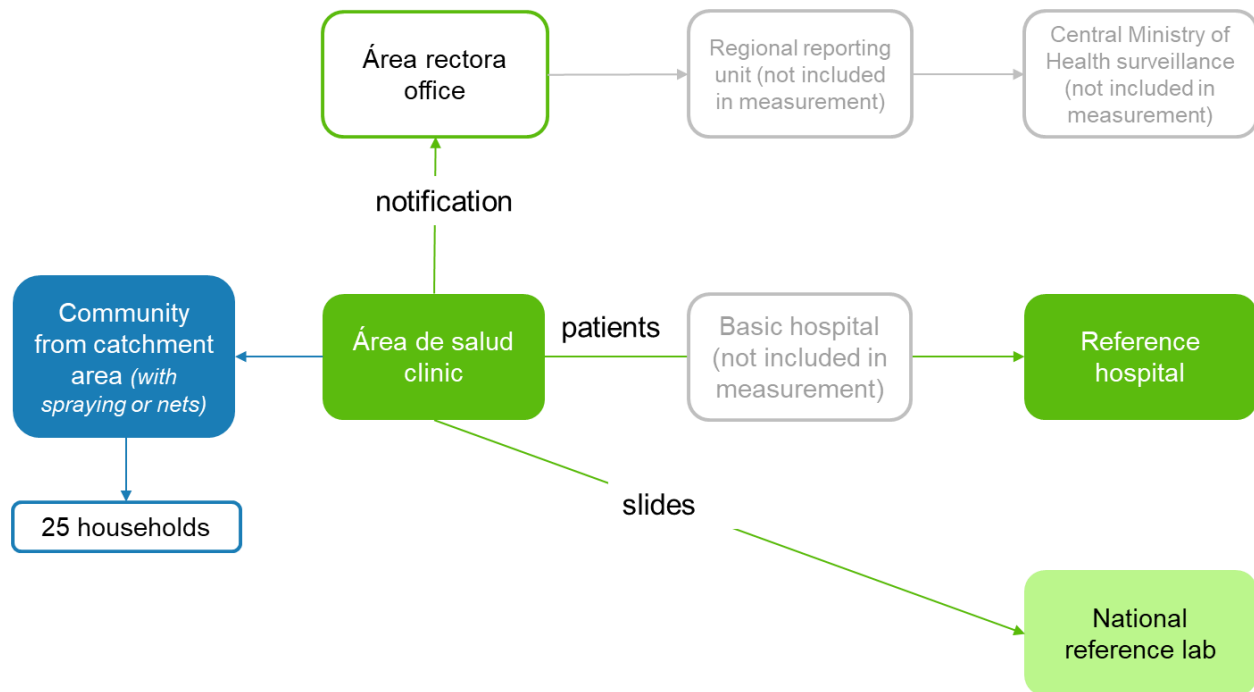 Área rectora
office
Regional reporting
unit (not included
in measurement)
Central Ministry of
Health surveillance
(not included in
measurement)
notification
Community
from catchment
area (with
spraying or nets)
Área de salud
clinic
patients
Basic hospital
(not included in
measurement)
Reference
hospital
25 households
slides
National
reference lab